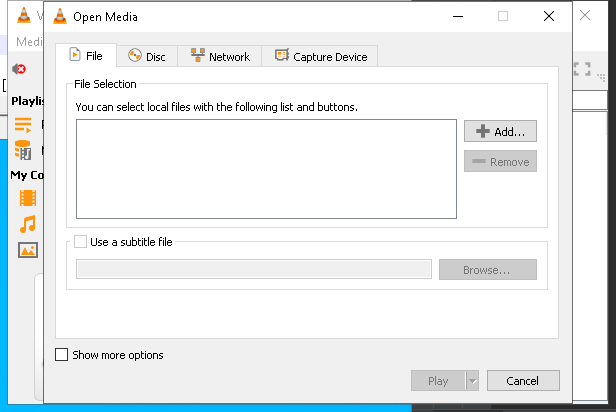 Open Media
Medi
File
Disc
Network
Capture Device
File Selection
You can select local files with the following list and buttons.
Add...
Remove
Playlis
My Co
Use a subtitle file
Browse...
Show more options
Play
Cancel